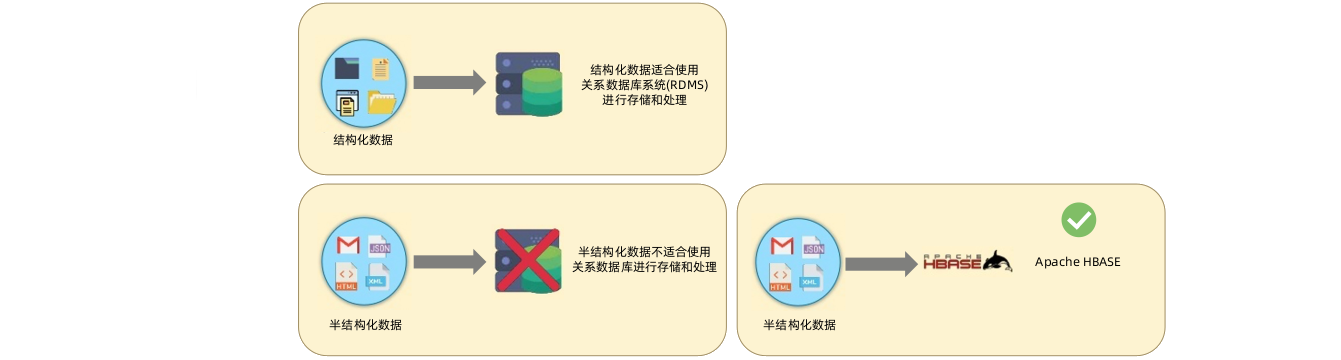 结构化数据适合使用
关系数据库系统(RDMS)
进行存储和处理
结构化数据
JSON
HTML
XML
半结构化数据不适合使用
关系数据库进行存储和处理
半结构化数据
JSON
HTML
XML
APACHE
HBASE
Apache HBASE
半结构化数据